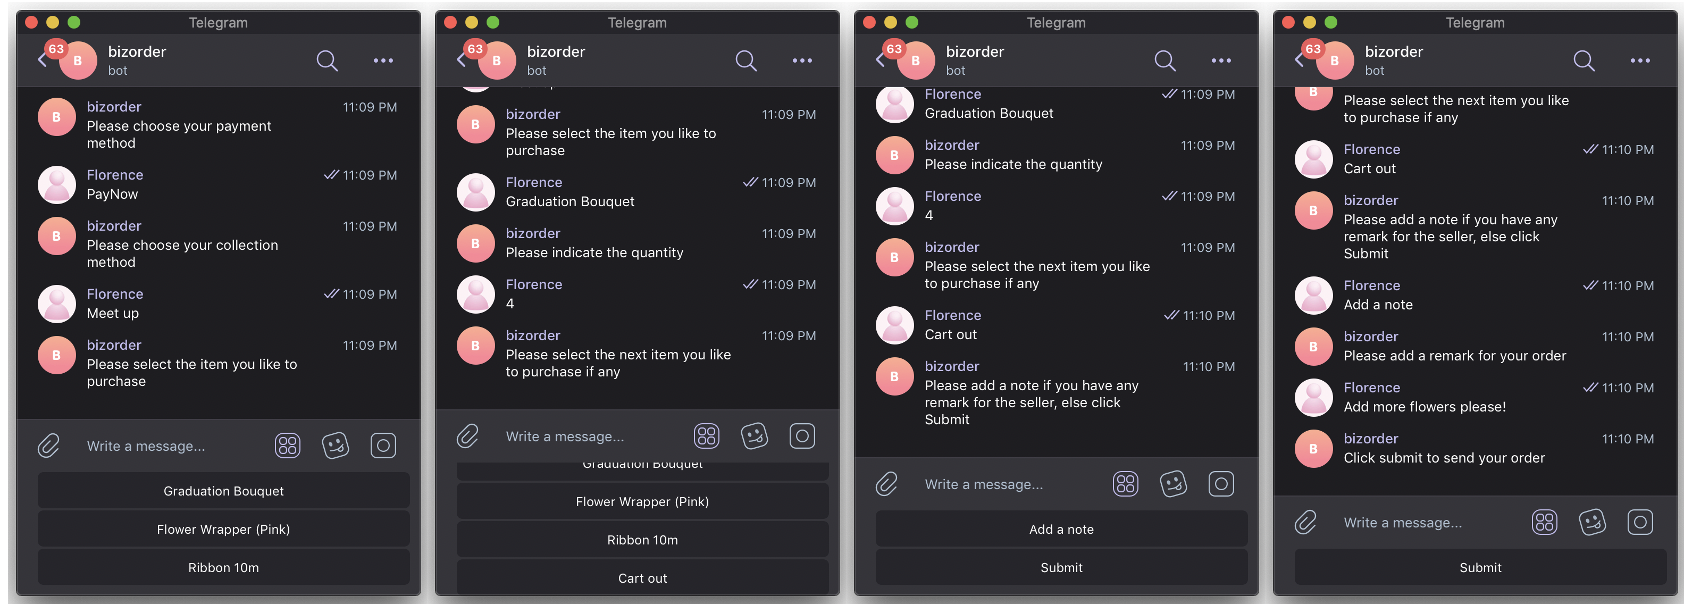 Telegram
63
B
bizorder
bot
B
bizorder
11:09 PM
Please choose your payment
method
Florence
11:09 PM
PayNow
B
bizorder
11:09 PM
Please choose your collection
method
Florence
11:09 PM
Meet up
B
bizorder
11:09 PM
Please select the item you like to
purchase
Write a message...
Graduation Bouquet
Flower Wrapper (Pink)
Ribbon 10m
Telegram
63
B
bizorder
bot
B
bizorder
11:09 PM
Please select the item you like to
purchase
Florence
11:09 PM
Graduation Bouquet
B
bizorder
11:09 PM
Please indicate the quantity
Florence
11:09 PM
4
B
bizorder
11:09 PM
Please select the next item you like
to purchase if any
Write a message...
Graduation Bouquet
Flower Wrapper (Pink)
Ribbon 10m
Cart out
Telegram
63
B
bizorder
bot
Florence
11:09 PM
Graduation Bouquet
B
bizorder
11:09 PM
Please indicate the quantity
Florence
11:09 PM
4
B
bizorder
11:09 PM
Please select the next item you like
to purchase if any
Florence
11:10 PM
Cart out
B
bizorder
11:10 PM
Please add a note if you have any
remark for the seller, else click
Submit
Write a message...
Add a note
Submit
Telegram
63
B
bizorder
bot
B
Please select the next item you like
to purchase if any
Florence
11:10 PM
Cart out
B
bizorder
11:10 PM
Please add a note if you have any
remark for the seller, else click
Submit
Florence
11:10 PM
Add a note
B
bizorder
11:10 PM
Please add a remark for your order
Florence
11:10 PM
Add more flowers please!
B
bizorder
11:10 PM
Click submit to send your order
Write a message...
Submit